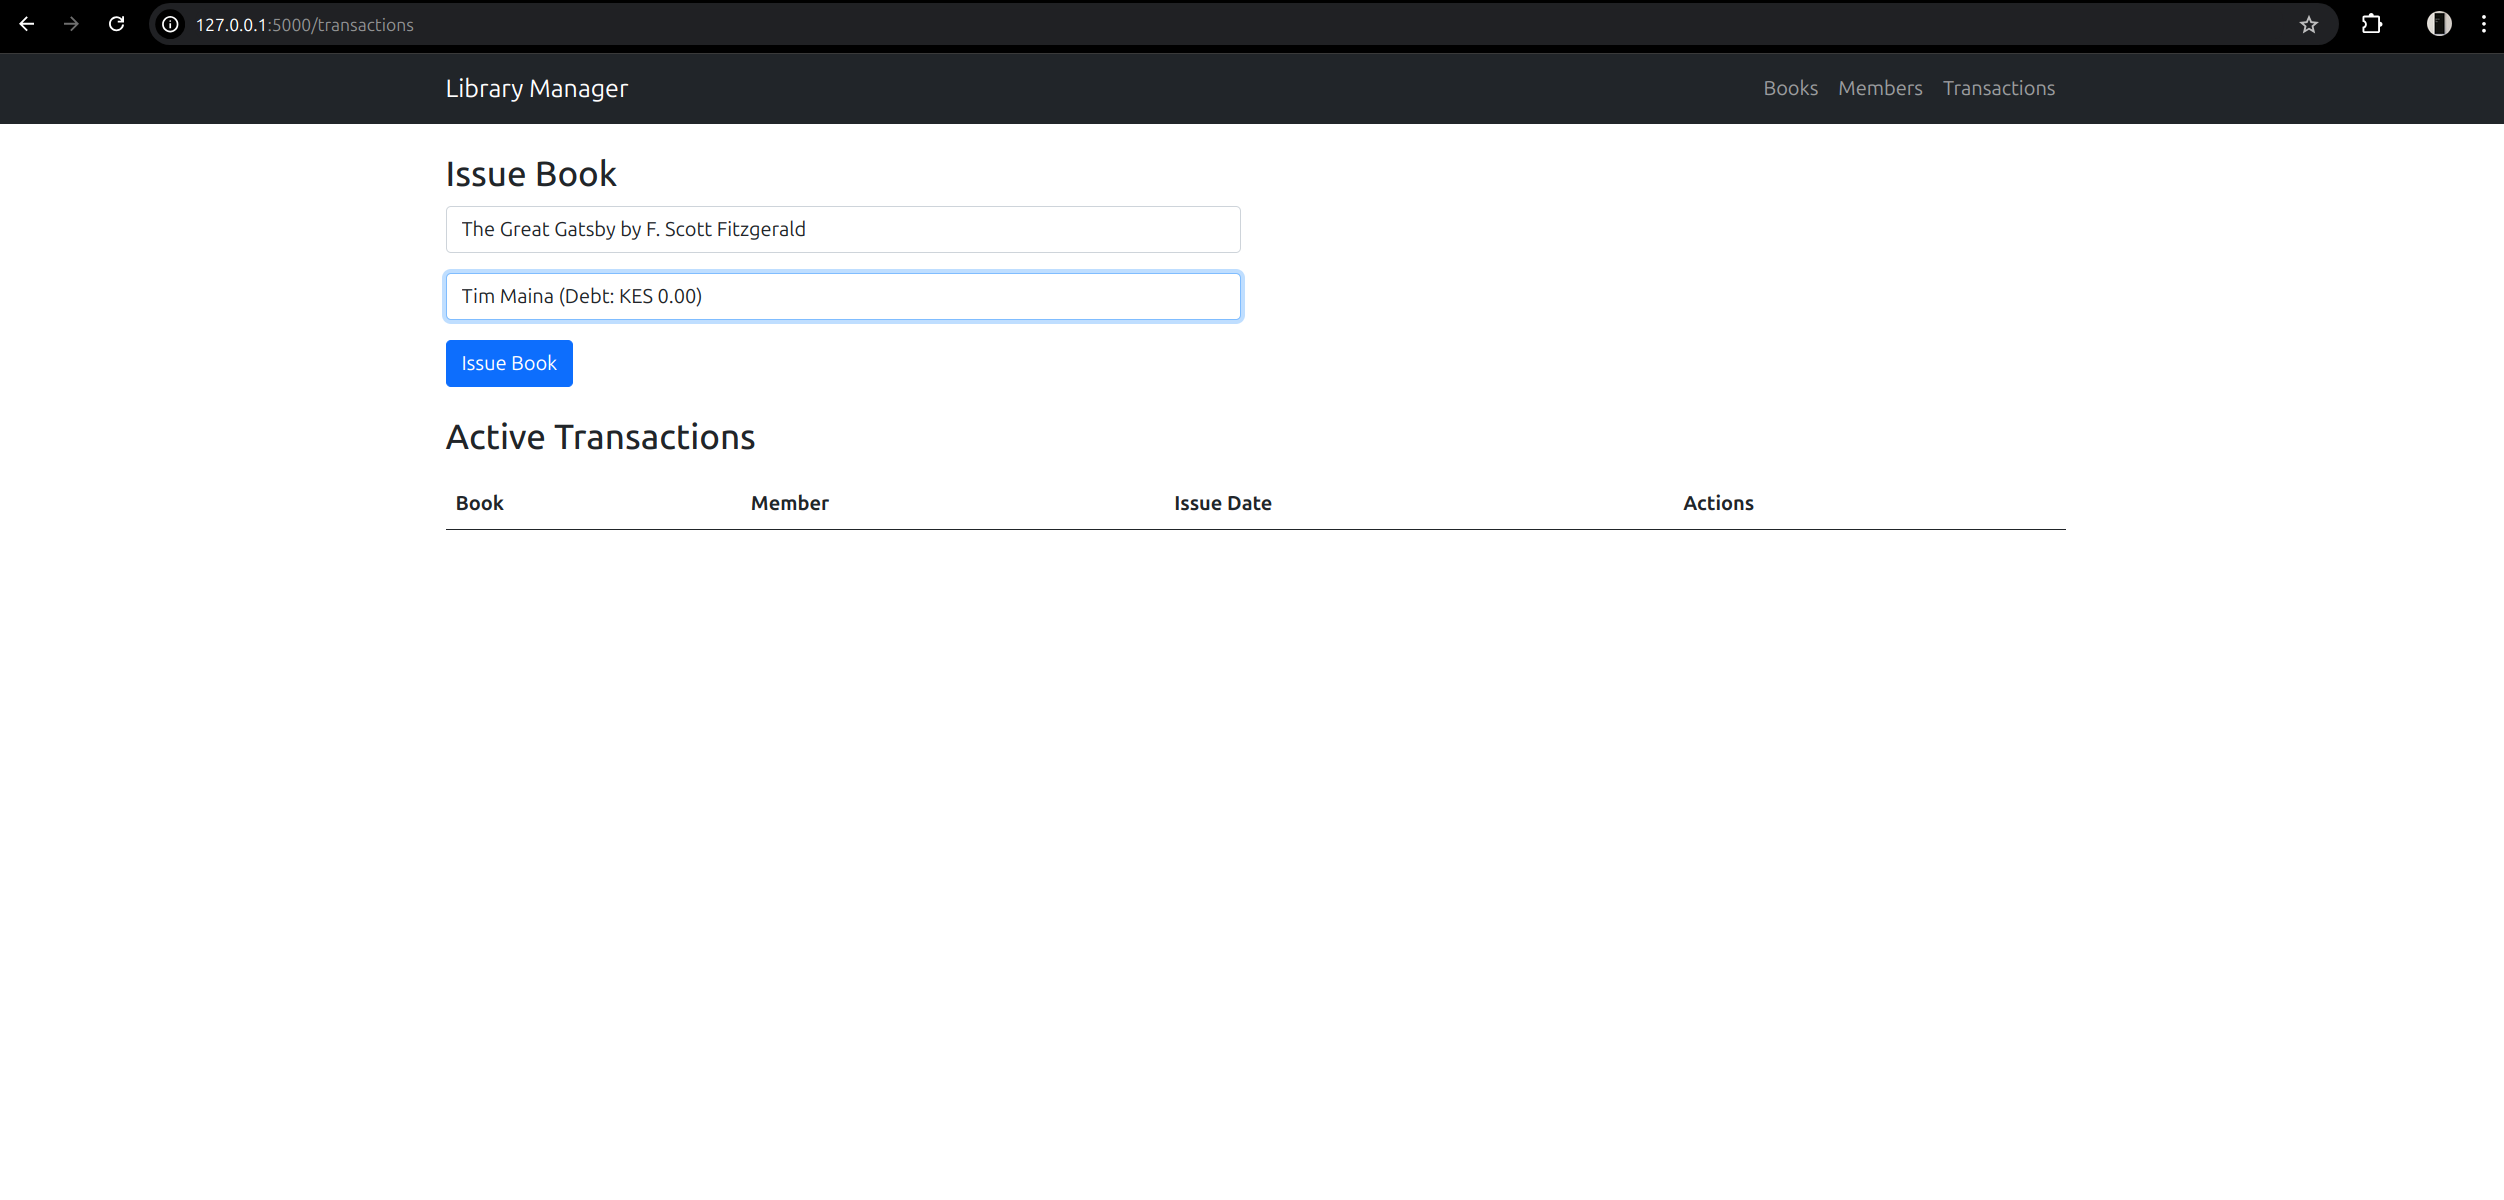 127.0.0.1:5000/transactions
Library Manager Books Members Transactions
Issue Book
The Great Gatsby by F. Scott Fitzgerald
Tim Maina (Debt: KES 0.00)
Issue Book
Active Transactions
Book Member Issue Date Actions